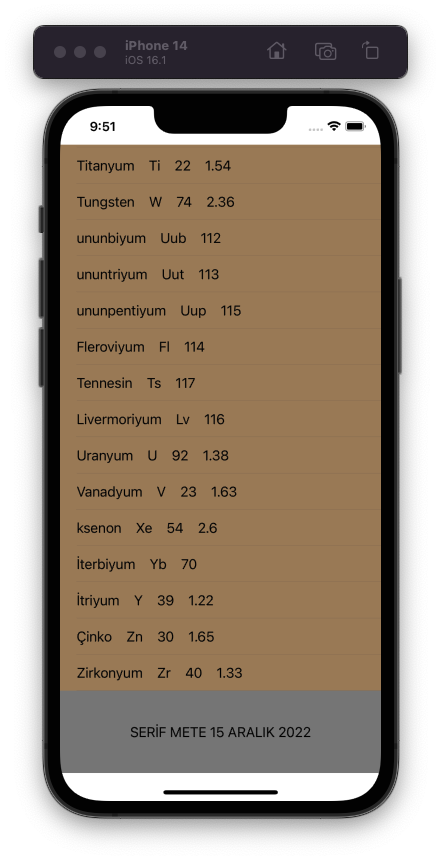 iPhone 14
iOS 16.1
9:51
Titanyum Ti 22 1.54
Tungsten W 74 2.36
ununbiyum Uub 112
ununtriyum Uut 113
ununpentiyum Uup 115
Fleroviyum Fl 114
Tennesin Ts 117
Livermoriyum Lv 116
Uranyum U 92 1.38
Vanadyum V 23 1.63
ksenon Xe 54 2.6
İterbiyum Yb 70
İtriyum Y 39 1.22
Çinko Zn 30 1.65
Zirkonyum Zr 40 1.33
SERİF METE 15 ARALIK 2022